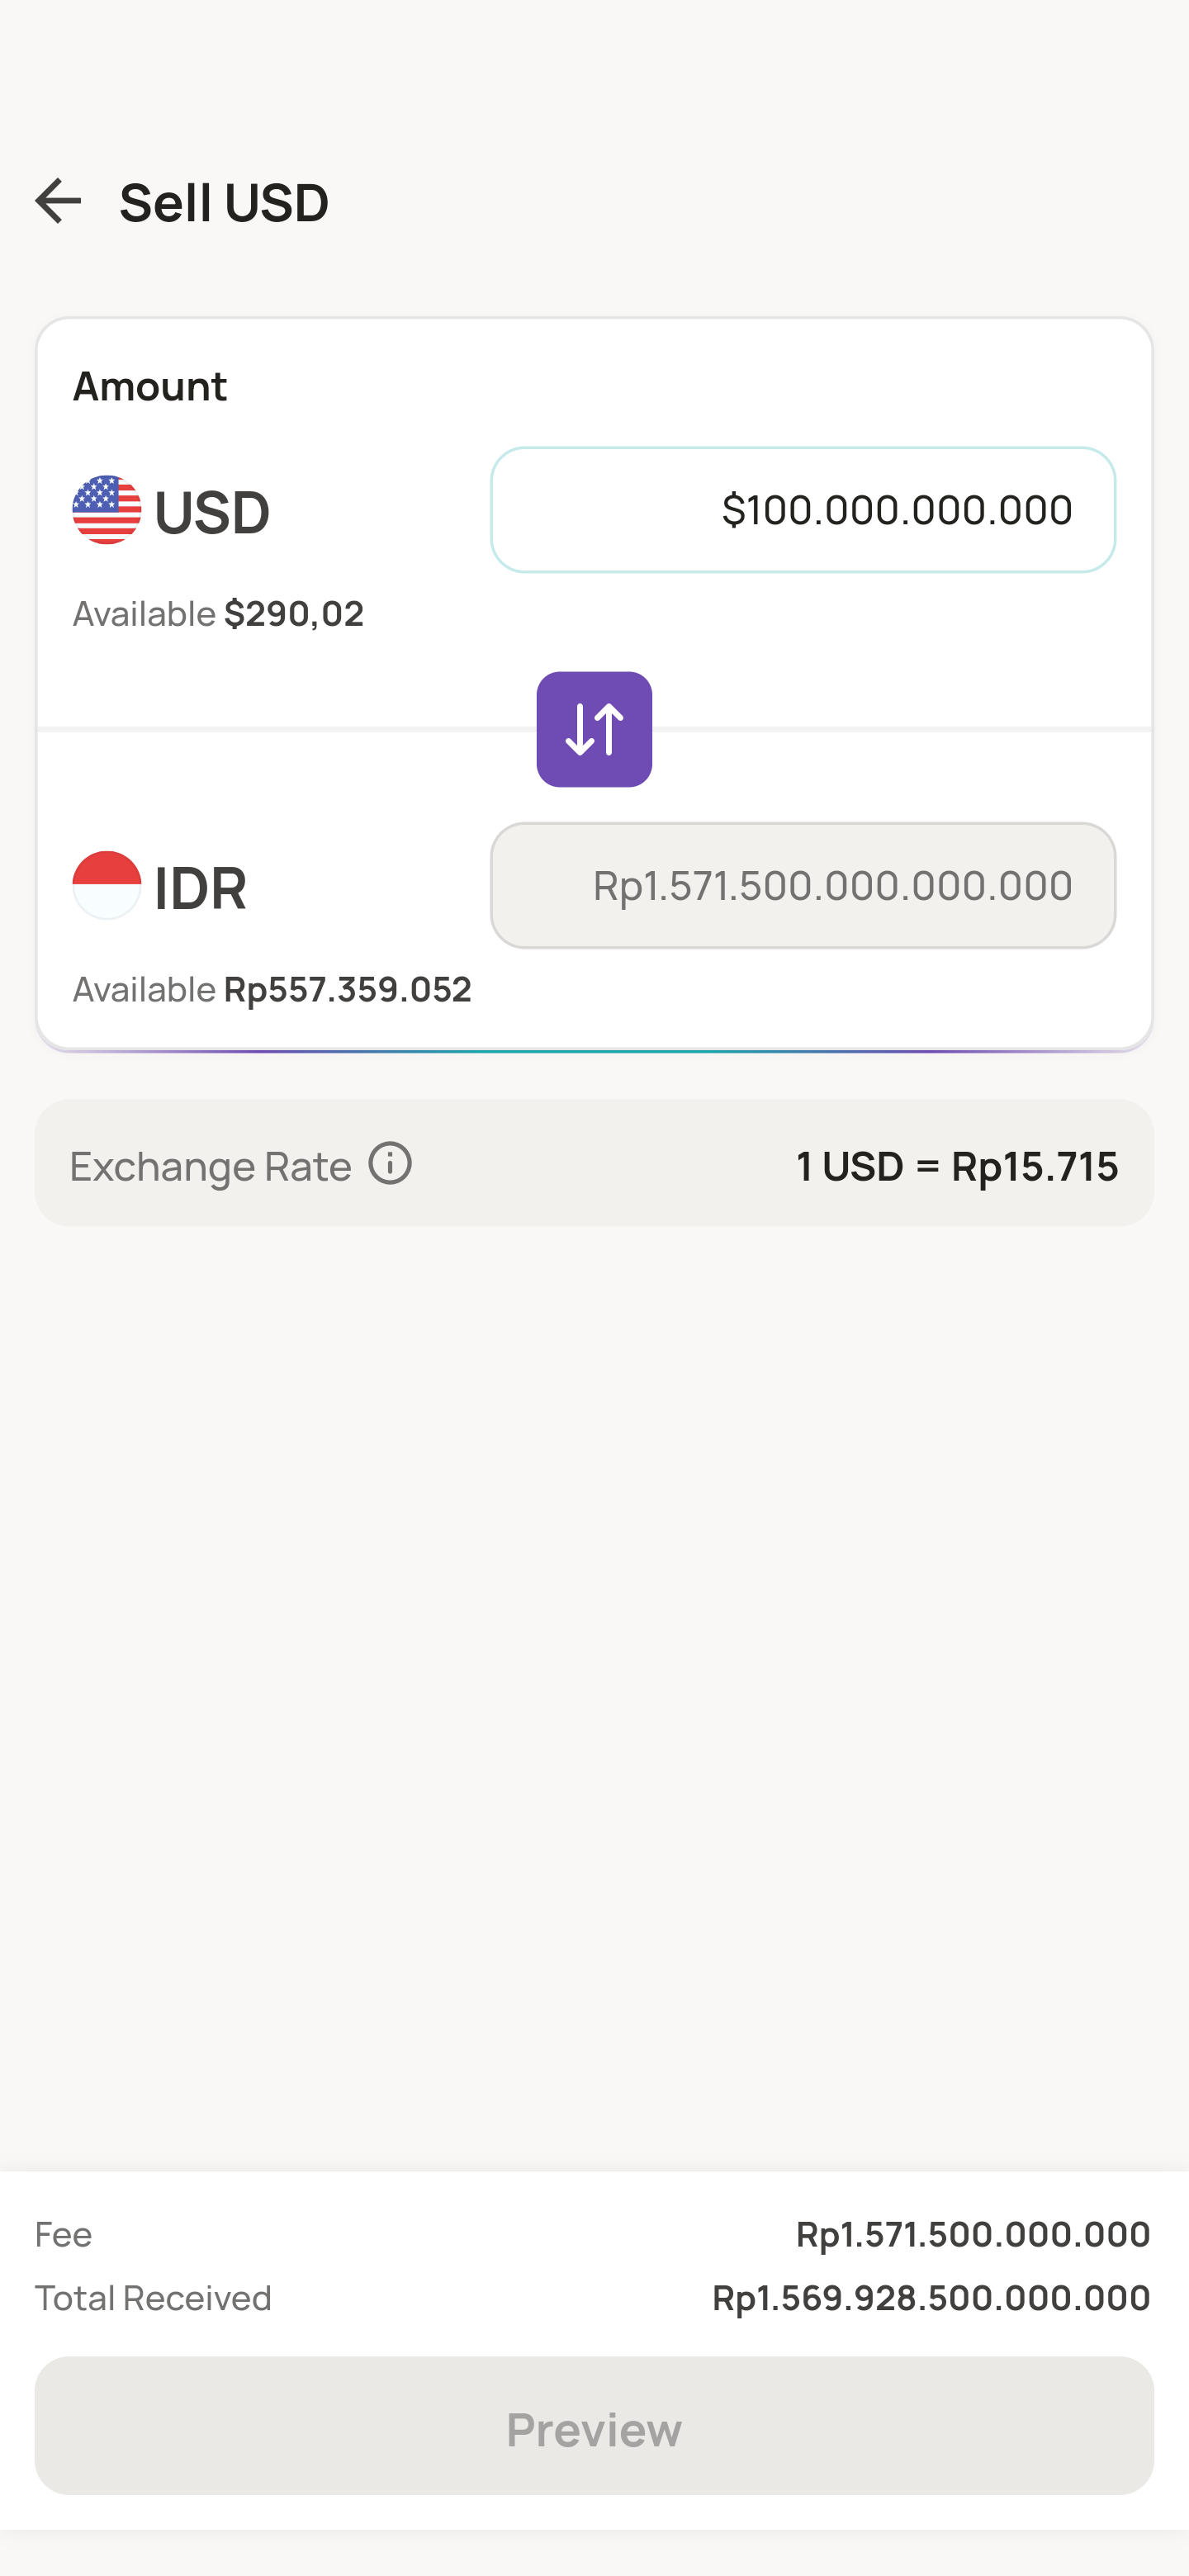 Sell USD
Amount
USD
$100.000.000.000
Available $290,02
IDR
Rp1.571.500.000.000.000
Available Rp557.359.052
Exchange Rate
1 USD = Rp15.715
Fee
Rp1.571.500.000.000
Total Received
Rp1.569.928.500.000.000
Preview